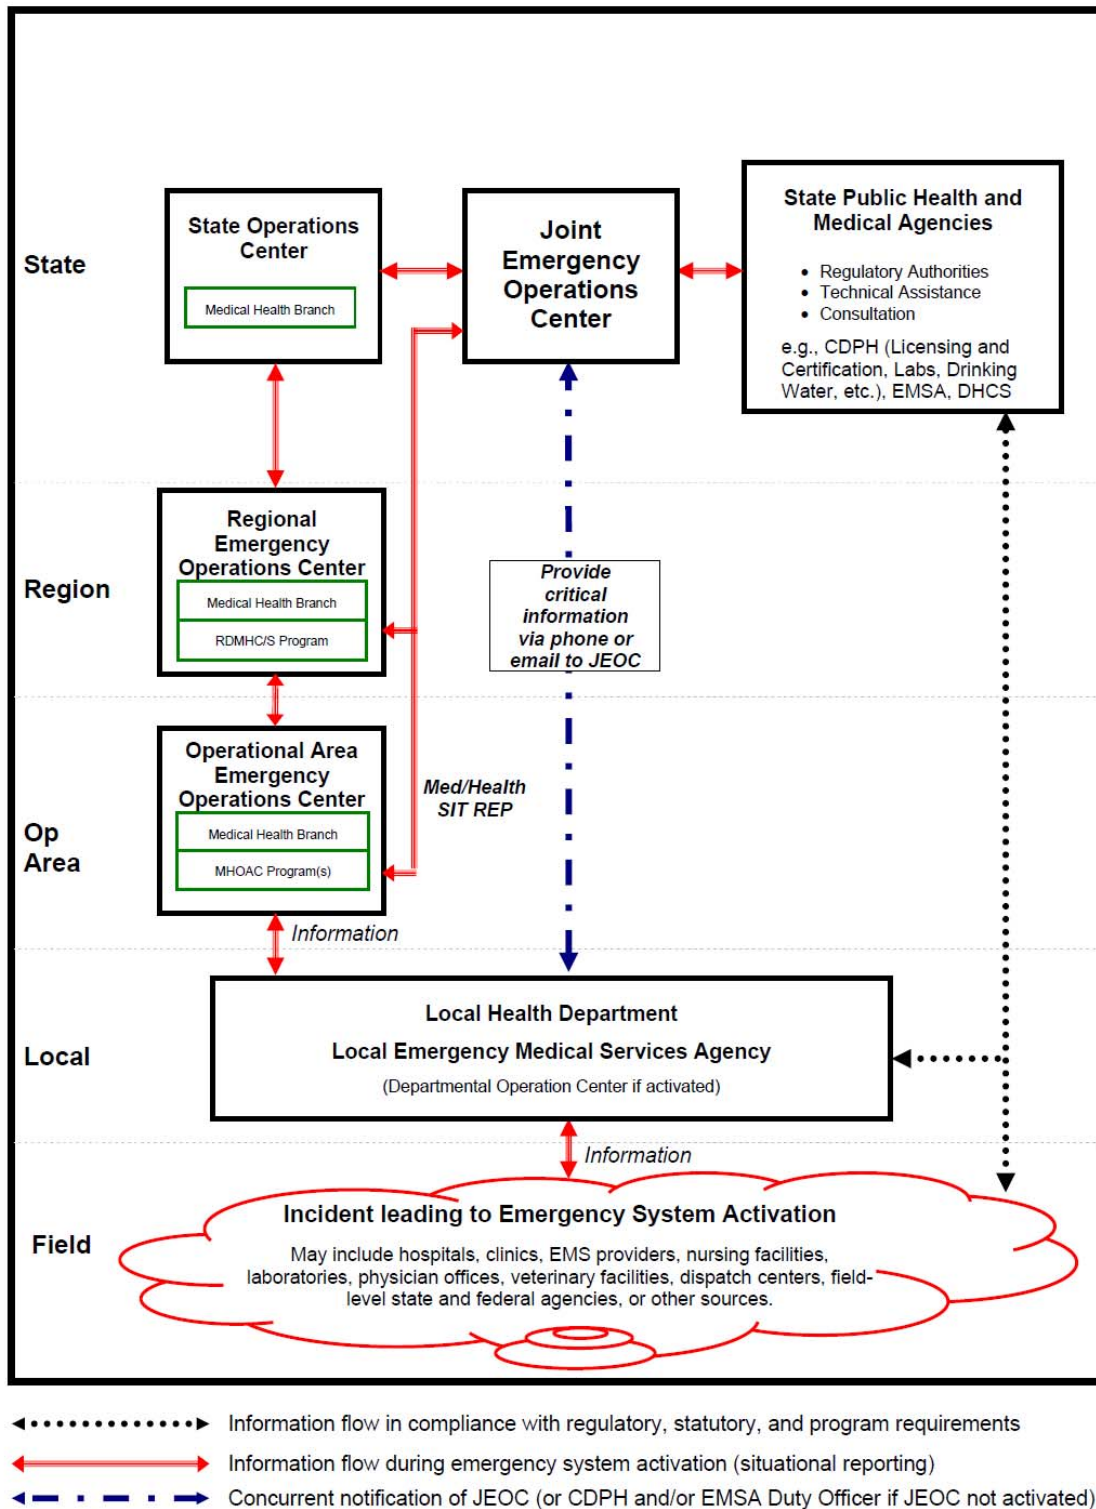 State
State Operations
Center
Medical Health Branch
Joint
Emergency
Operations
Center
State Public Health and
Medical Agencies
• Regulatory Authorities
• Technical Assistance
• Consultation
e.g., CDPH (Licensing and
Certification, Labs, Drinking
Water, etc.), EMSA, DHCS
Region
Regional
Emergency
Operations Center
Medical Health Branch
RDMHC/S Program
Provide
critical
information
via phone or
email to JEOC
Op
Area
Operational Area
Emergency
Operations Center
Medical Health Branch
MHOAC Program(s)
Med/Health
SIT REP
Information
Local
Local Health Department
Local Emergency Medical Services Agency
(Departmental Operation Center if activated)
Information
Field
Incident leading to Emergency System Activation
May include hospitals, clinics, EMS providers, nursing facilities,
laboratories, physician offices, veterinary facilities, dispatch centers, field-
level state and federal agencies, or other sources.
Information flow in compliance with regulatory, statutory, and program requirements
Information flow during emergency system activation (situational reporting)
Concurrent notification of JEOC (or CDPH and/or EMSA Duty Officer if JEOC not activated)